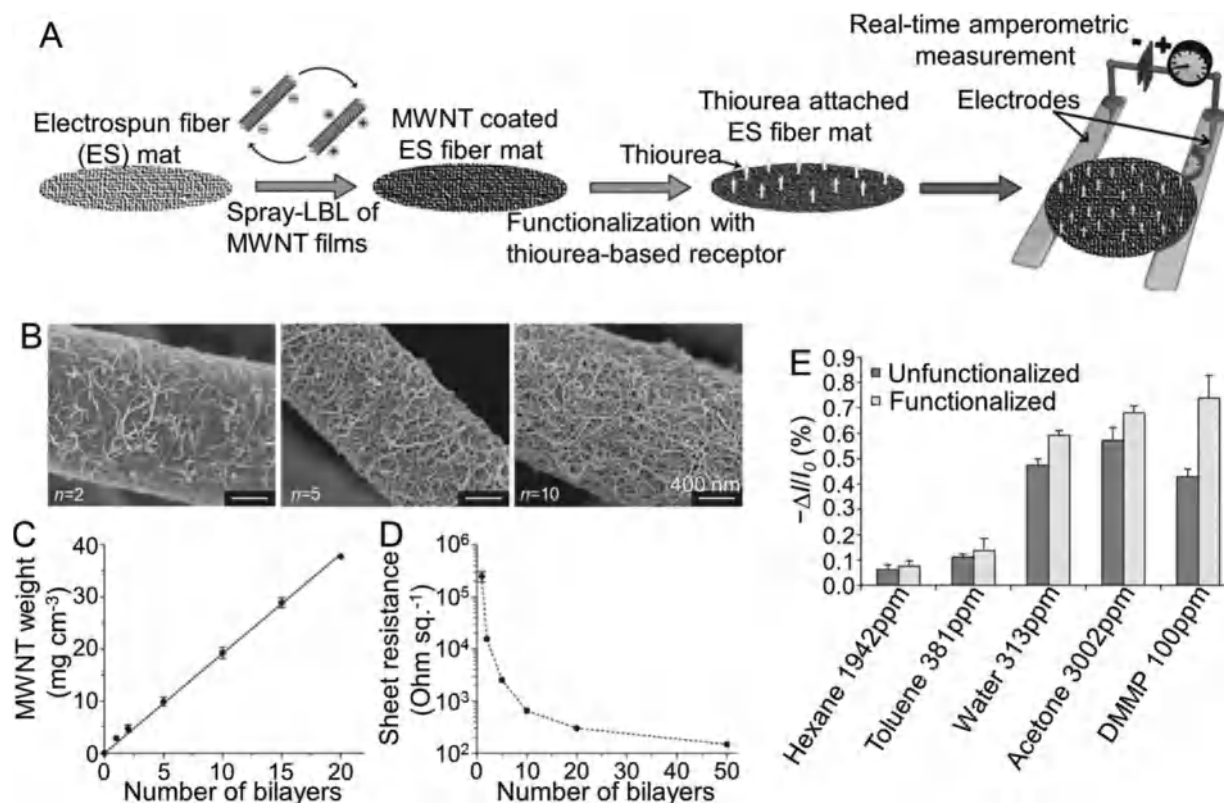 A
Electrospun fiber
(ES) mat
Spray-LBL of
MWNT films
MWNT coated
ES fiber mat
Functionalization with
thiourea-based receptor
Thiourea attached
ES fiber mat
Thiourea
Real-time amperometric
measurement
- +
Electrodes
B
n=2
n=5
n=10
400 nm
C
MWNT weight
(mg cm⁻³)
40
30
20
10
0
0 5 10 15 20
Number of bilayers
D
Sheet resistance
(Ohm sq.⁻¹)
10⁶
10⁵
10⁴
10³
10²
0 10 20 30 40 50
Number of bilayers
E
−ΔI/I₀ (%)
0.9
0.8
0.7
0.6
0.5
0.4
0.3
0.2
0.1
0.0
Unfunctionalized
Functionalized
Hexane 1942ppm
Toluene 381ppm
Water 313ppm
Acetone 3002ppm
DMMP 100ppm